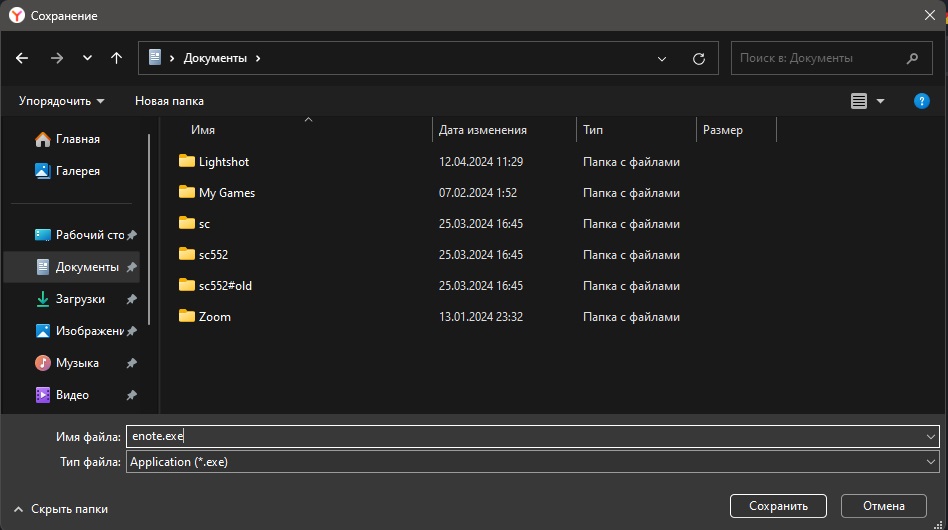 Сохранение
Документы
Поиск в: Документы
Упорядочить Новая папка
Имя Дата изменения Тип Размер
Главная
Галерея
Рабочий сто
Документы
Загрузки
Изображени
Музыка
Видео
Lightshot 12.04.2024 11:29 Папка с файлами
My Games 07.02.2024 1:52 Папка с файлами
sc 25.03.2024 16:45 Папка с файлами
sc552 25.03.2024 16:45 Папка с файлами
sc552#old 25.03.2024 16:45 Папка с файлами
Zoom 13.01.2024 23:32 Папка с файлами
Имя файла: enote.exe
Тип файла: Application (*.exe)
Скрыть папки Сохранить Отмена